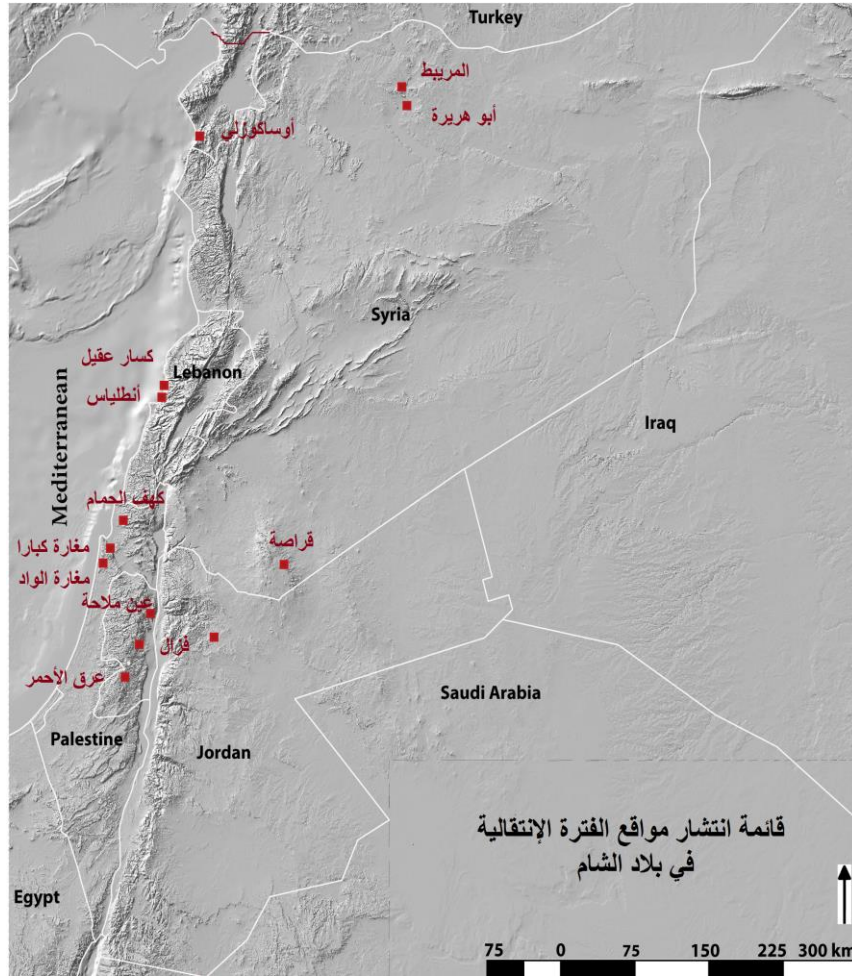 Turkey
المريبط
أبو هريرة
أوساكوزلي
Syria
كسار عقيل
Lebanon
أنطلياس
Iraq
Mediterranean
كهف الحمام
قراصة
مغارة كبارا
مغارة الواد
عين ملاحة
فزال
عرق الأحمر
Saudi Arabia
Palestine
Jordan
قائمة انتشار مواقع الفترة الإنتقالية
في بلاد الشام
Egypt
75 0 75 150 225 300 km